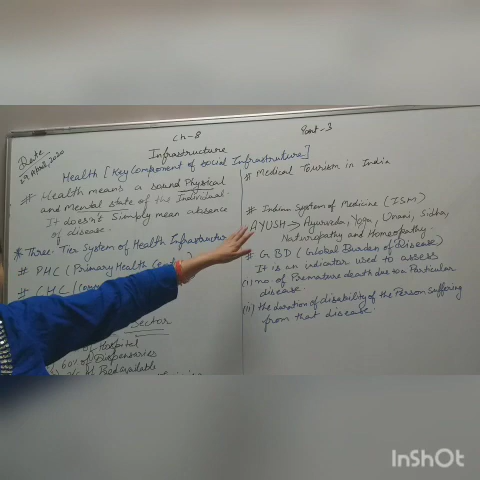 Date
29 April, 2020
Ch-8
Part-3
Infrastructure
Health [Key Component of Social Infrastruture]
# Health means a sound Physical
and Mental state of the Individual.
It doesn't Simply mean absence
of disease.
# Three-Tier System of Health Infrastructur
# PHC (Primary Health
# CHC (
Sector
of Hospital
60% of Dispensaries
Bed available
# Medical Tourism in India
# Indian System of Medicine (ISM)
AYUSH → Ayurveda, Yoga, Unani, Sidha,
Naturopathy and Homeopathy.
# GBD (Global Burden of Disease)
It is an indicator used to assess
(i) no of Premature death due to a Particular
disease.
(ii) the duration of disability of the Person suffering
from that disease.
InShOt